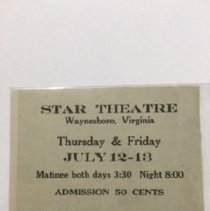 STAR THEATRE
Waynesboro, Virginia
Thursday & Friday
JULY 12-13
Matinee both days 3:30 Night 8:00
ADMISSION 50 CENTS